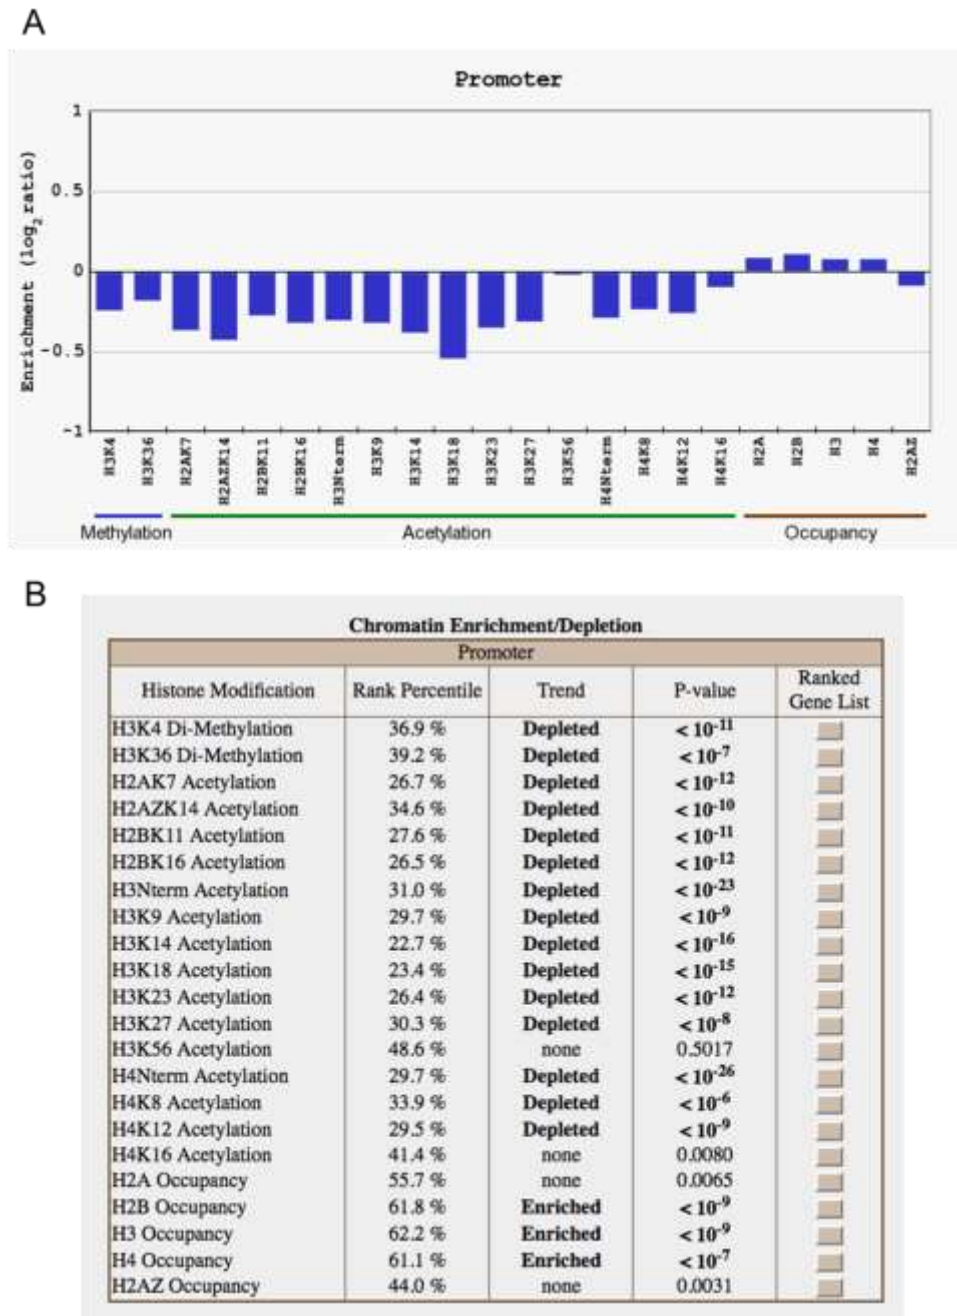 A
Promoter
Enrichment (log2 ratio)
1
0.5
0
-0.5
-1
H3K4 H3K36 H2AK7 H2AZK14 H2BK11 H2BK16 H3Nterm H3K9 H3K14 H3K18 H3K23 H3K27 H3K56 H4Nterm H4K8 H4K12 H4K16 H2A H2B H3 H4 H2AZ
Methylation Acetylation Occupancy
B
Chromatin Enrichment/Depletion
Promoter
Histone Modification Rank Percentile Trend P-value Ranked Gene List
H3K4 Di-Methylation 36.9 % Depleted < 10-11
H3K36 Di-Methylation 39.2 % Depleted < 10-7
H2AK7 Acetylation 26.7 % Depleted < 10-12
H2AZK14 Acetylation 34.6 % Depleted < 10-10
H2BK11 Acetylation 27.6 % Depleted < 10-11
H2BK16 Acetylation 26.5 % Depleted < 10-12
H3Nterm Acetylation 31.0 % Depleted < 10-23
H3K9 Acetylation 29.7 % Depleted < 10-9
H3K14 Acetylation 22.7 % Depleted < 10-16
H3K18 Acetylation 23.4 % Depleted < 10-15
H3K23 Acetylation 26.4 % Depleted < 10-12
H3K27 Acetylation 30.3 % Depleted < 10-8
H3K56 Acetylation 48.6 % none 0.5017
H4Nterm Acetylation 29.7 % Depleted < 10-26
H4K8 Acetylation 33.9 % Depleted < 10-6
H4K12 Acetylation 29.5 % Depleted < 10-9
H4K16 Acetylation 41.4 % none 0.0080
H2A Occupancy 55.7 % none 0.0065
H2B Occupancy 61.8 % Enriched < 10-9
H3 Occupancy 62.2 % Enriched < 10-9
H4 Occupancy 61.1 % Enriched < 10-7
H2AZ Occupancy 44.0 % none 0.0031